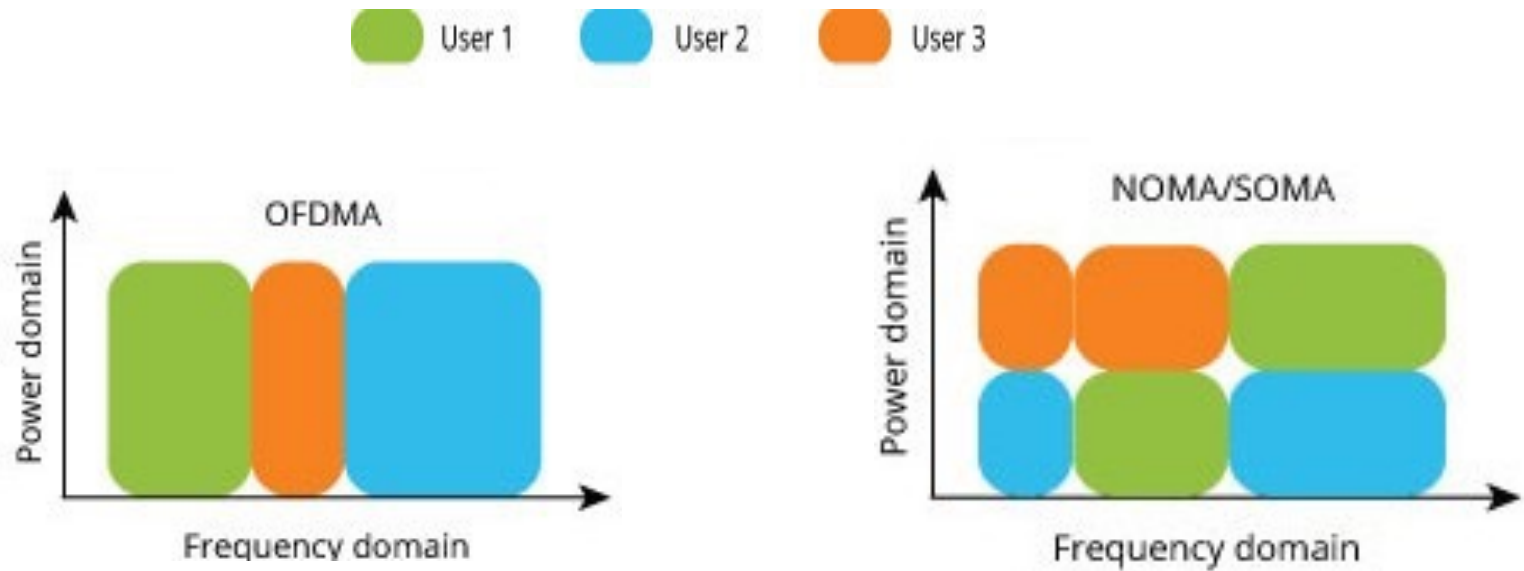 User 1
User 2
User 3
OFDMA
Power domain
Frequency domain
NOMA/SOMA
Power domain
Frequency domain